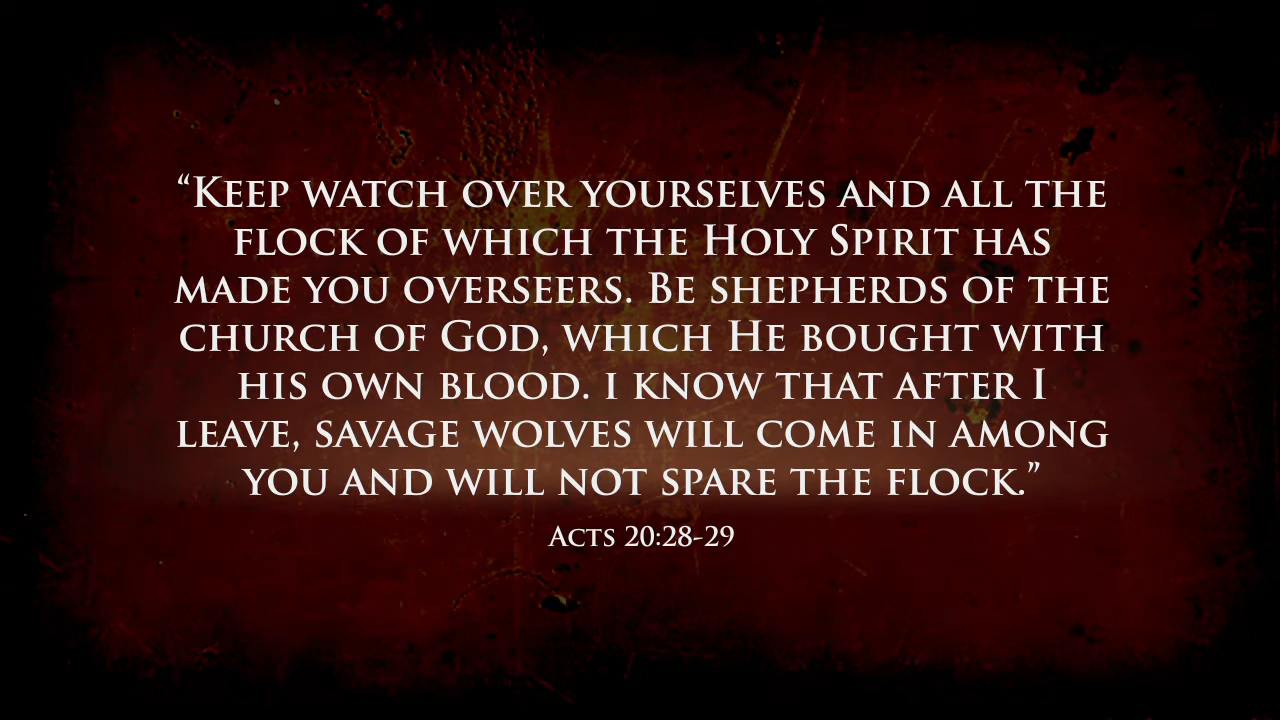 “Keep watch over yourselves and all the
flock of which the Holy Spirit has
made you overseers. Be shepherds of the
church of God, which He bought with
his own blood. i know that after I
leave, savage wolves will come in among
you and will not spare the flock.”
Acts 20:28-29